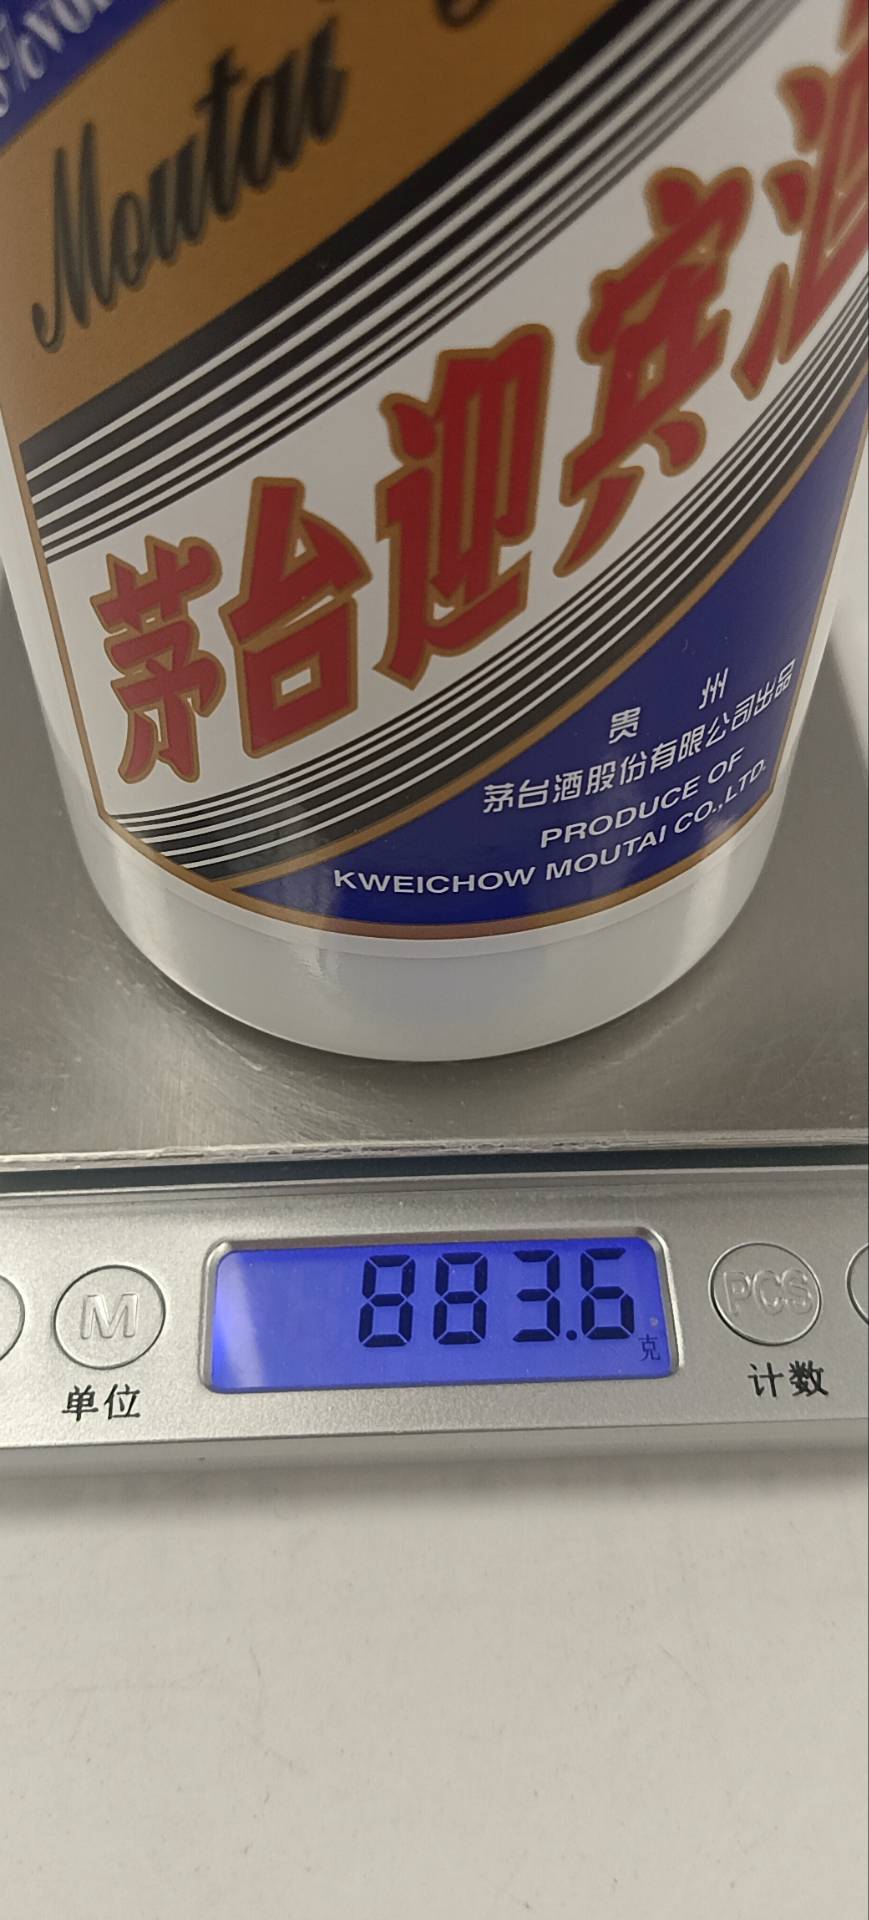 %vol
Moutai
茅台迎宾酒
贵 州
茅台酒股份有限公司出品
PRODUCE OF
KWEICHOW MOUTAI CO.,LTD.
883.6
克
M
单位
PCS
计数